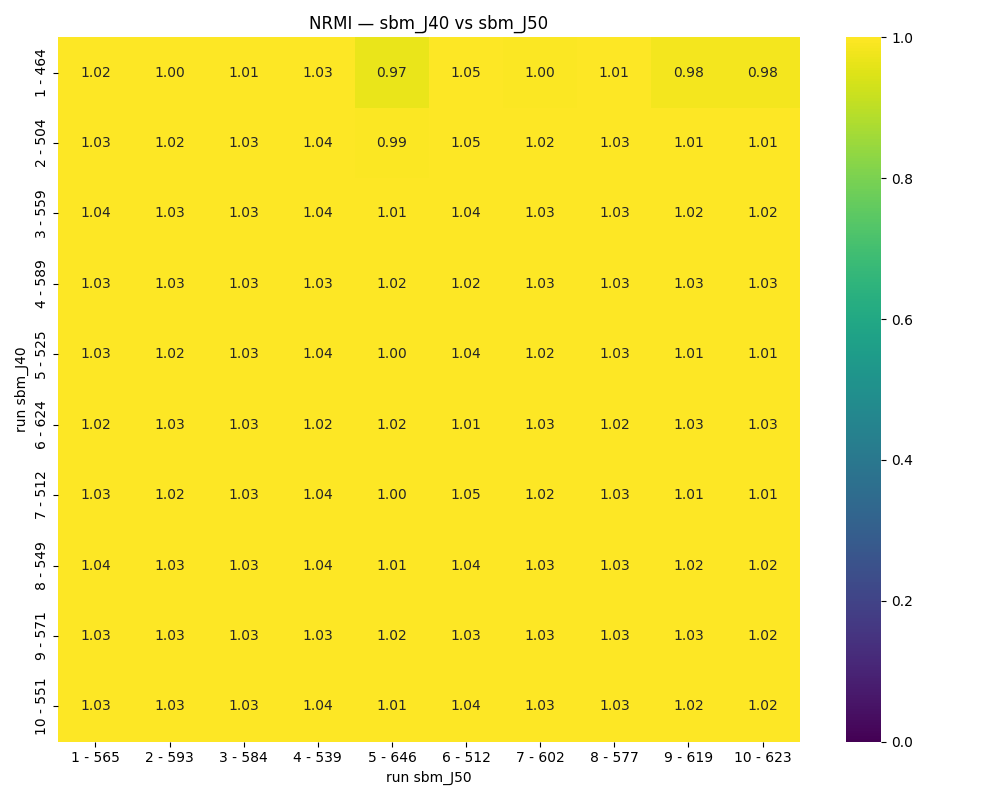 NRMI — sbm_J40 vs sbm_J50
1 - 464 1.02 1.00 1.01 1.03 0.97 1.05 1.00 1.01 0.98 0.98
2 - 504 1.03 1.02 1.03 1.04 0.99 1.05 1.02 1.03 1.01 1.01
3 - 559 1.04 1.03 1.03 1.04 1.01 1.04 1.03 1.03 1.02 1.02
4 - 589 1.03 1.03 1.03 1.03 1.02 1.02 1.03 1.03 1.03 1.03
5 - 525 1.03 1.02 1.03 1.04 1.00 1.04 1.02 1.03 1.01 1.01
6 - 624 1.02 1.03 1.03 1.02 1.02 1.01 1.03 1.02 1.03 1.03
7 - 512 1.03 1.02 1.03 1.04 1.00 1.05 1.02 1.03 1.01 1.01
8 - 549 1.04 1.03 1.03 1.04 1.01 1.04 1.03 1.03 1.02 1.02
9 - 571 1.03 1.03 1.03 1.03 1.02 1.03 1.03 1.03 1.03 1.02
10 - 551 1.03 1.03 1.03 1.04 1.01 1.04 1.03 1.03 1.02 1.02
run sbm_J40
1 - 565 2 - 593 3 - 584 4 - 539 5 - 646 6 - 512 7 - 602 8 - 577 9 - 619 10 - 623
run sbm_J50
1.0
0.8
0.6
0.4
0.2
0.0